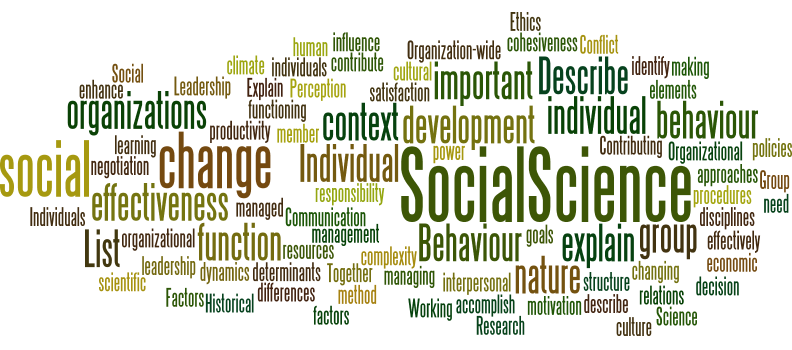 Ethics
human influence Organization-wide cohesiveness Conflict
climate individuals contribute cultural important Describe identify making
Social enhance Leadership Explain Perception satisfaction elements
organizations functioning context development individual behaviour
learning productivity member power Contributing Organizational policies
social negotiation change Individual SocialScience approaches Group
effectiveness managed responsibility procedures need
Individuals Communication disciplines
List organizational function management Behaviour goals explain group effectively
scientific leadership dynamics resources determinants Together complexity managing interpersonal nature structure changing economic
Factors Historical differences method Working accomplish motivation describe relations decision
factors Research culture Science